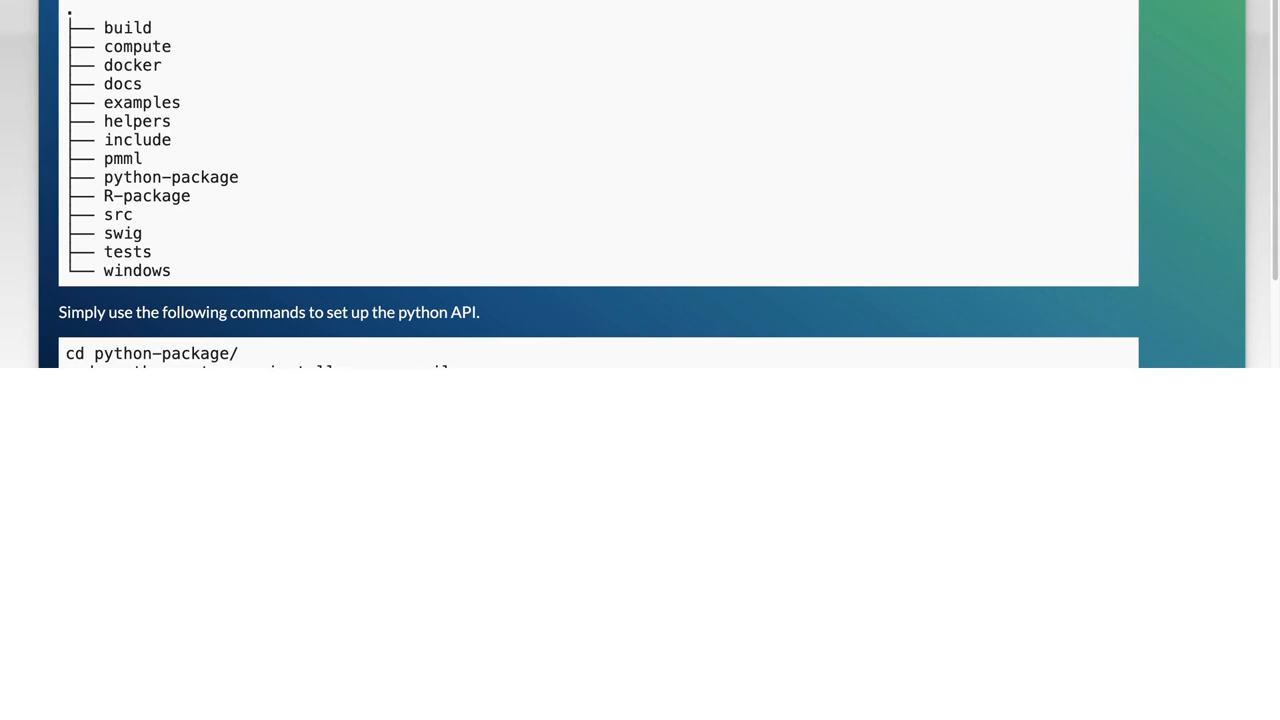 .
├── build
├── compute
├── docker
├── docs
├── examples
├── helpers
├── include
├── pmml
├── python-package
├── R-package
├── src
├── swig
├── tests
└── windows
Simply use the following commands to set up the python API.
cd python-package/